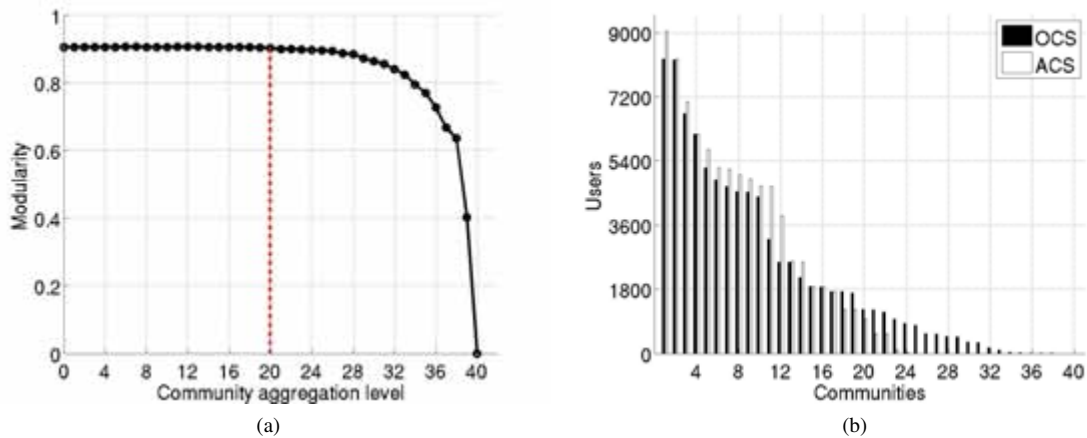 1
0.8
0.6
0.4
0.2
0
Modularity
0 4 8 12 16 20 24 28 32 36 40
Community aggregation level
(a)
9000
7200
5400
3600
1800
0
Users
OCS
ACS
4 8 12 16 20 24 28 32 36 40
Communities
(b)